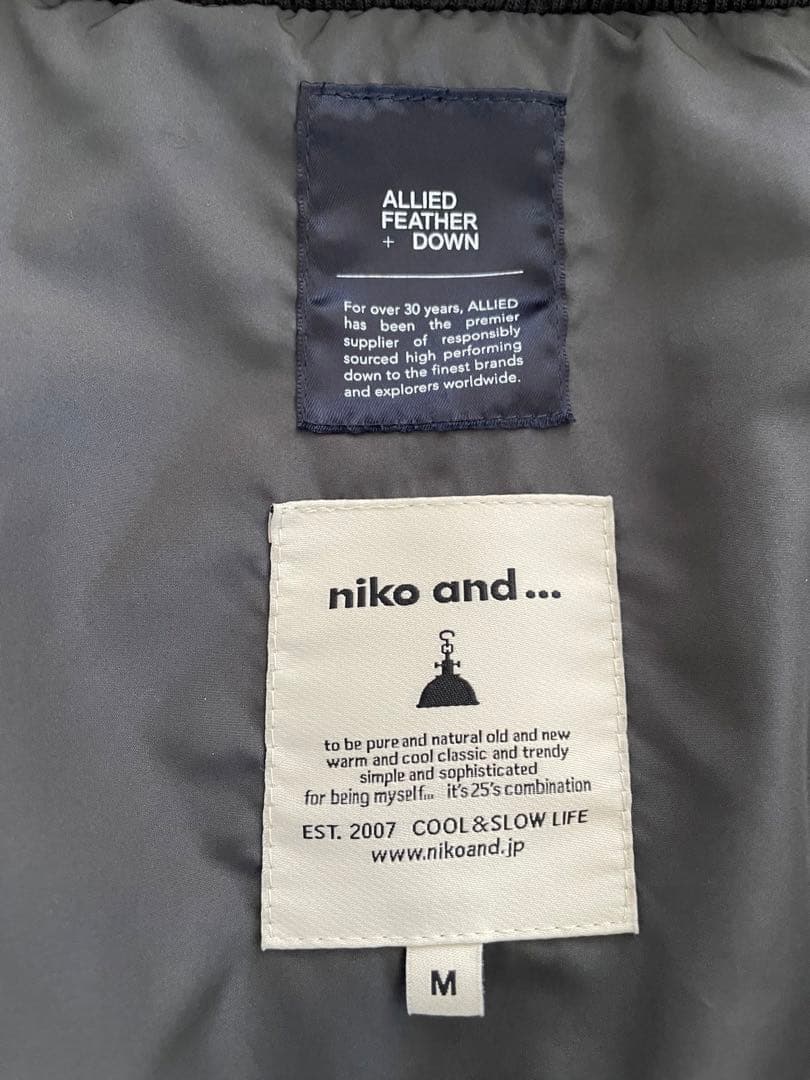 ALLIED
FEATHER
+ DOWN
For over 30 years, ALLIED
has been the premier
supplier of responsibly
sourced high performing
down to the finest brands
and explorers worldwide.
niko and...
to be pure and natural old and new
warm and cool classic and trendy
simple and sophisticated
for being myself... it's 25's combination
EST. 2007 COOL&SLOW LIFE
www.nikoand.jp
M